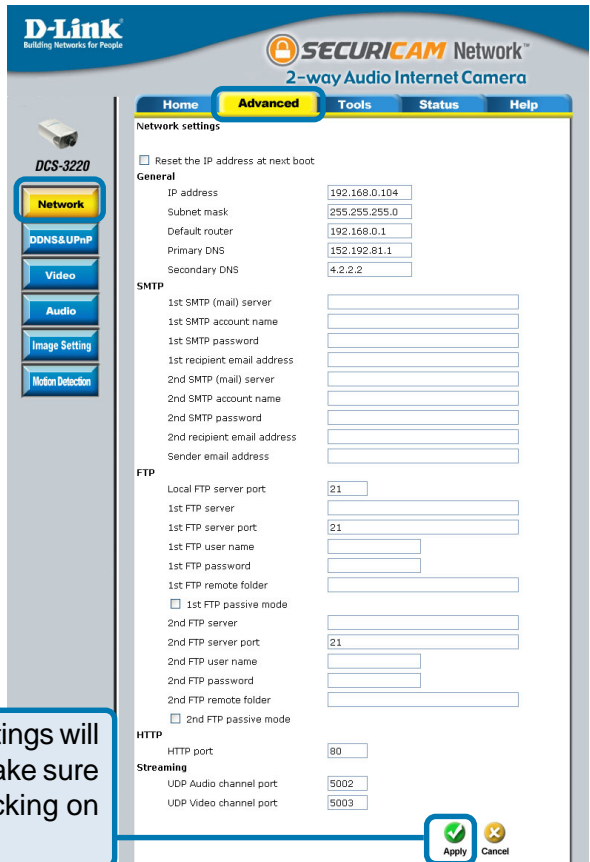 D-Link
Building Networks for People
SECURICAM Network™
2-way Audio Internet Camera
Home Advanced Tools Status Help
DCS-3220
Network
DDNS&UPnP
Video
Audio
Image Setting
Motion Detection
Network settings
Reset the IP address at next boot
General
IP address 192.168.0.104
Subnet mask 255.255.255.0
Default router 192.168.0.1
Primary DNS 152.192.81.1
Secondary DNS 4.2.2.2
SMTP
1st SMTP (mail) server
1st SMTP account name
1st SMTP password
1st recipient email address
2nd SMTP (mail) server
2nd SMTP account name
2nd SMTP password
2nd recipient email address
Sender email address
FTP
Local FTP server port 21
1st FTP server
1st FTP server port 21
1st FTP user name
1st FTP password
1st FTP remote folder
1st FTP passive mode
2nd FTP server
2nd FTP server port 21
2nd FTP user name
2nd FTP password
2nd FTP remote folder
2nd FTP passive mode
HTTP
HTTP port 80
Streaming
UDP Audio channel port 5002
UDP Video channel port 5003
tings will
ake sure
cking on
Apply Cancel